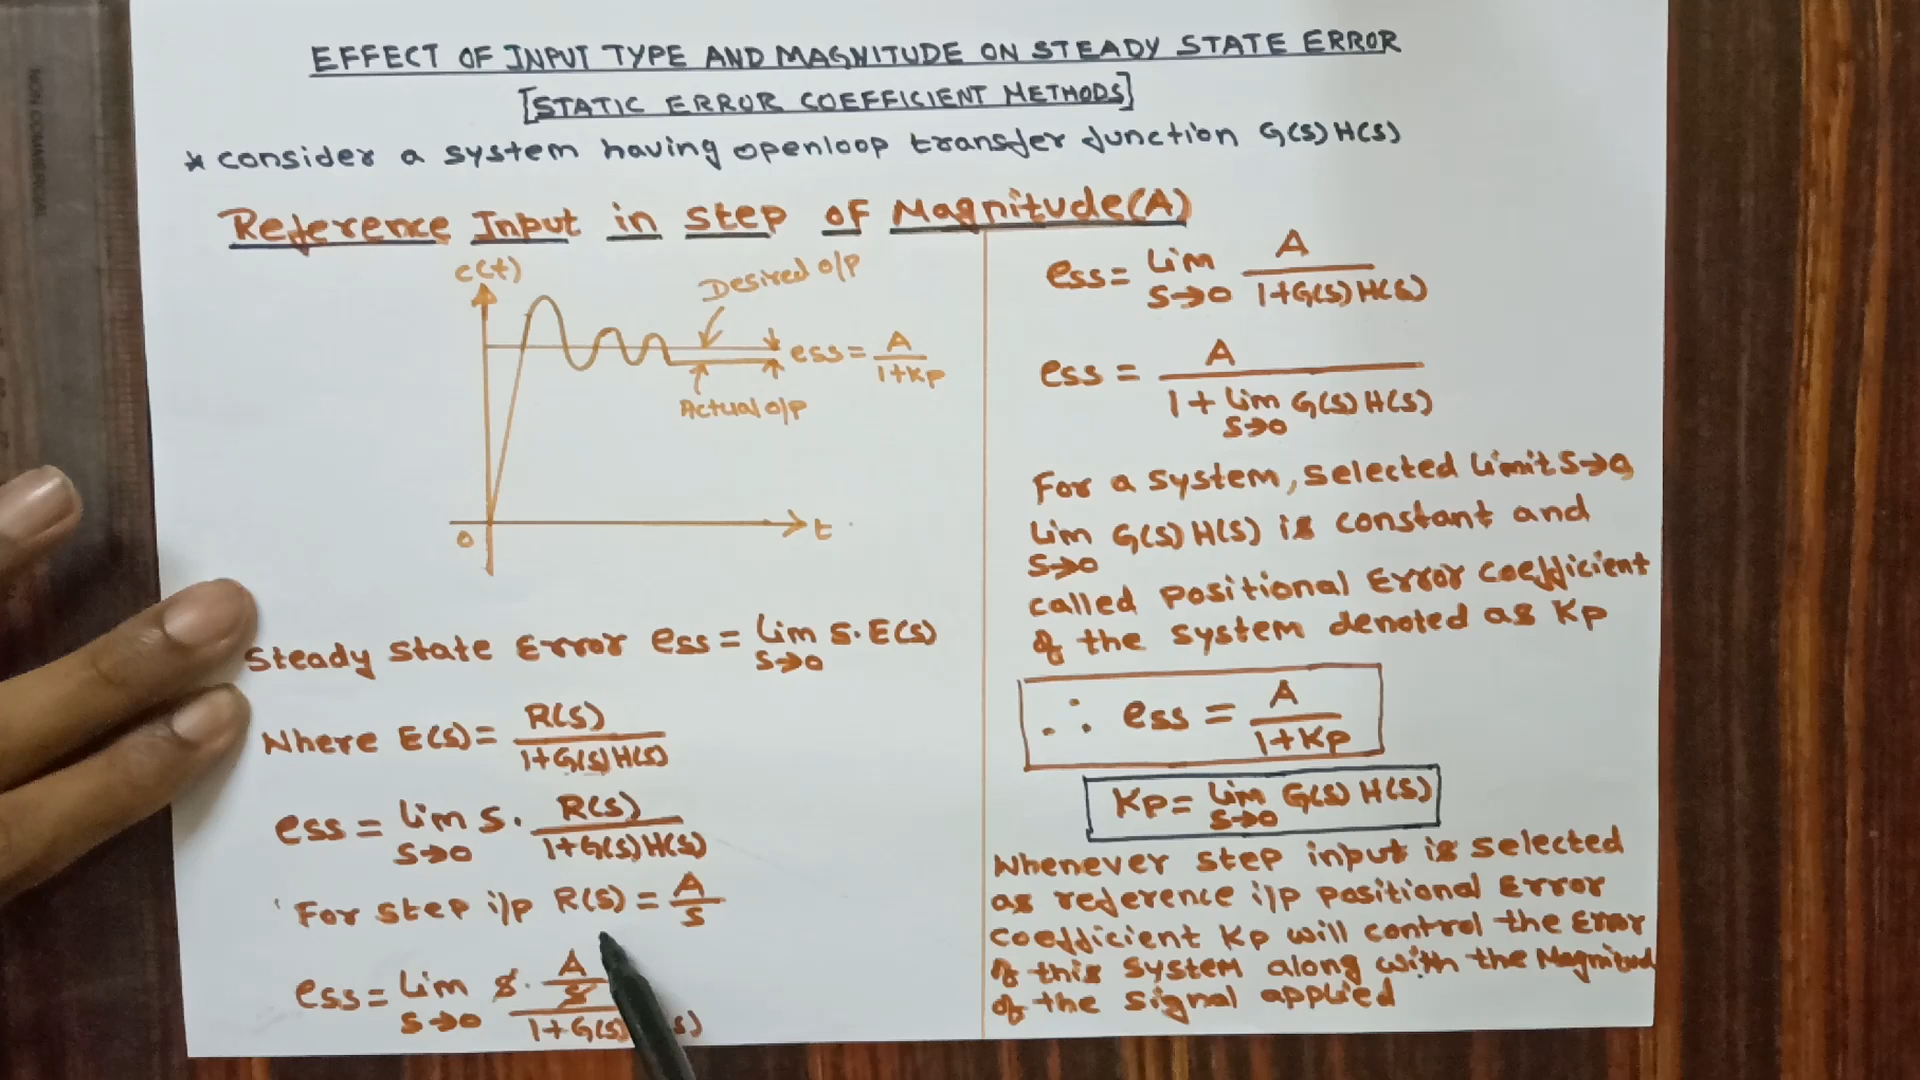 EFFECT OF INPUT TYPE AND MAGNITUDE ON STEADY STATE ERROR
[STATIC ERROR COEFFICIENT METHODS]
* consider a system having openloop transfer function G(s)H(s)
Reference Input in Step of Magnitude(A)
c(t)
Desired o/p
ess = A/1+Kp
Actual o/p
0
t
Steady state Error ess = Lim s→0 s.E(s)
Where E(s) = R(s)/1+G(s)H(s)
ess = Lim s→0 s. R(s)/1+G(s)H(s)
For step i/p R(s) = A/s
ess = Lim s→0 s. A/s / 1+G(s) s)
ess = Lim s→0 A/1+G(s)H(s)
ess = A/1+ Lim s→0 G(s)H(s)
For a system, selected Limit s→0
Lim s→0 G(s)H(s) is constant and
called positional Error coefficient
of the system denoted as Kp
∴ ess = A/1+Kp
Kp = Lim s→0 G(s)H(s)
Whenever step input is selected
as reference i/p positional Error
coefficient Kp will control the Error
of this system along with the Magnitud
of the signal applied
NON COMMERCIAL